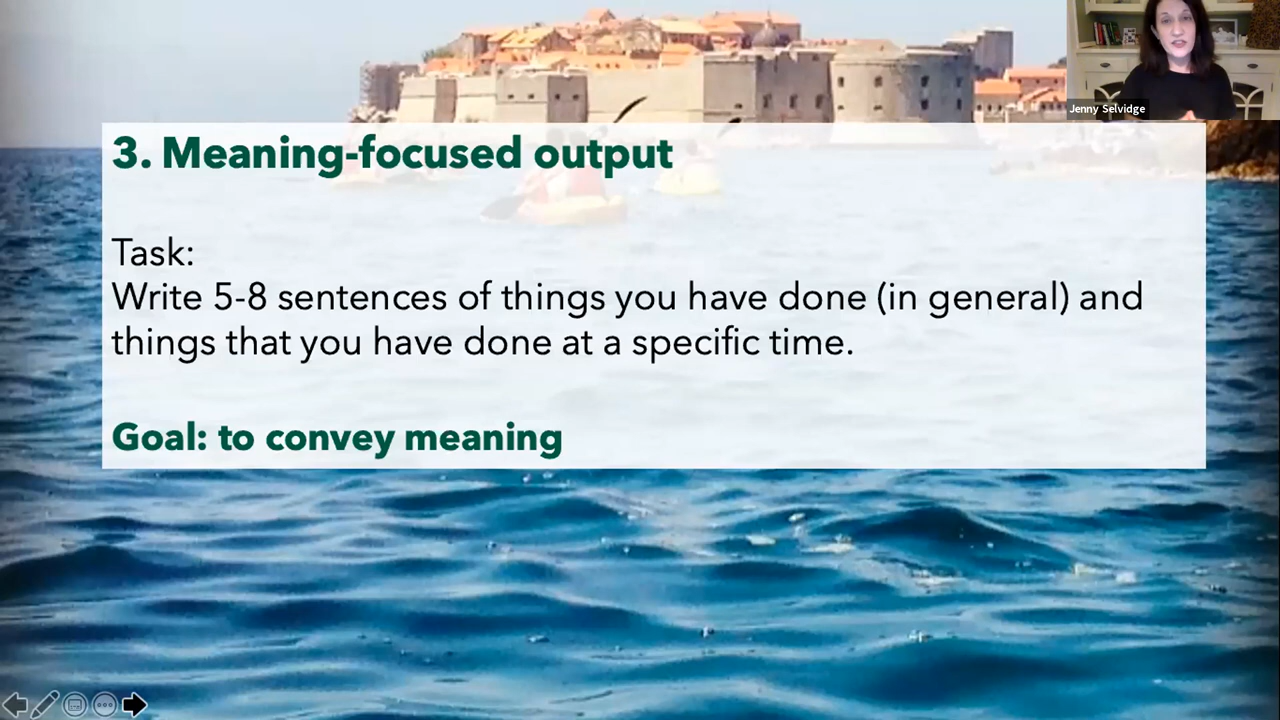 Jenny Selvidge
3. Meaning-focused output
Task:
Write 5-8 sentences of things you have done (in general) and
things that you have done at a specific time.
Goal: to convey meaning